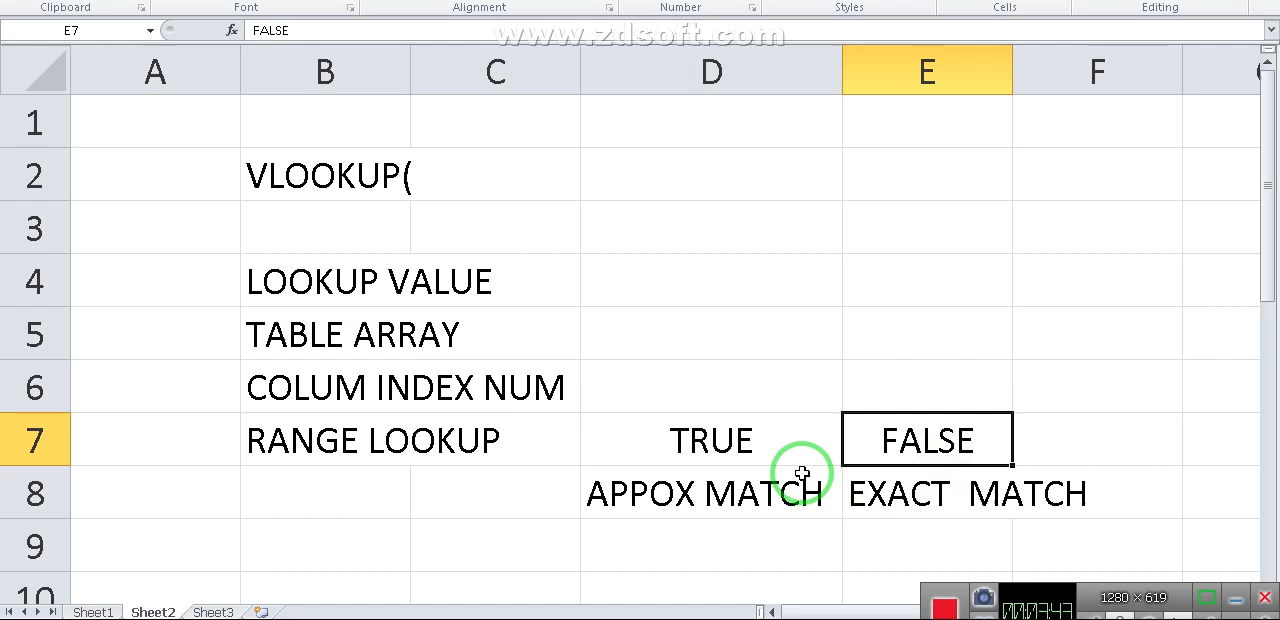 Clipboard Font Alignment Number Styles Cells Editing
E7 fx FALSE www.zdsoft.com
A B C D E F
1
2 VLOOKUP(
3
4 LOOKUP VALUE
5 TABLE ARRAY
6 COLUM INDEX NUM
7 RANGE LOOKUP TRUE FALSE
8 APPOX MATCH EXACT MATCH
9
10
Sheet1 Sheet2 Sheet3
1280 × 619